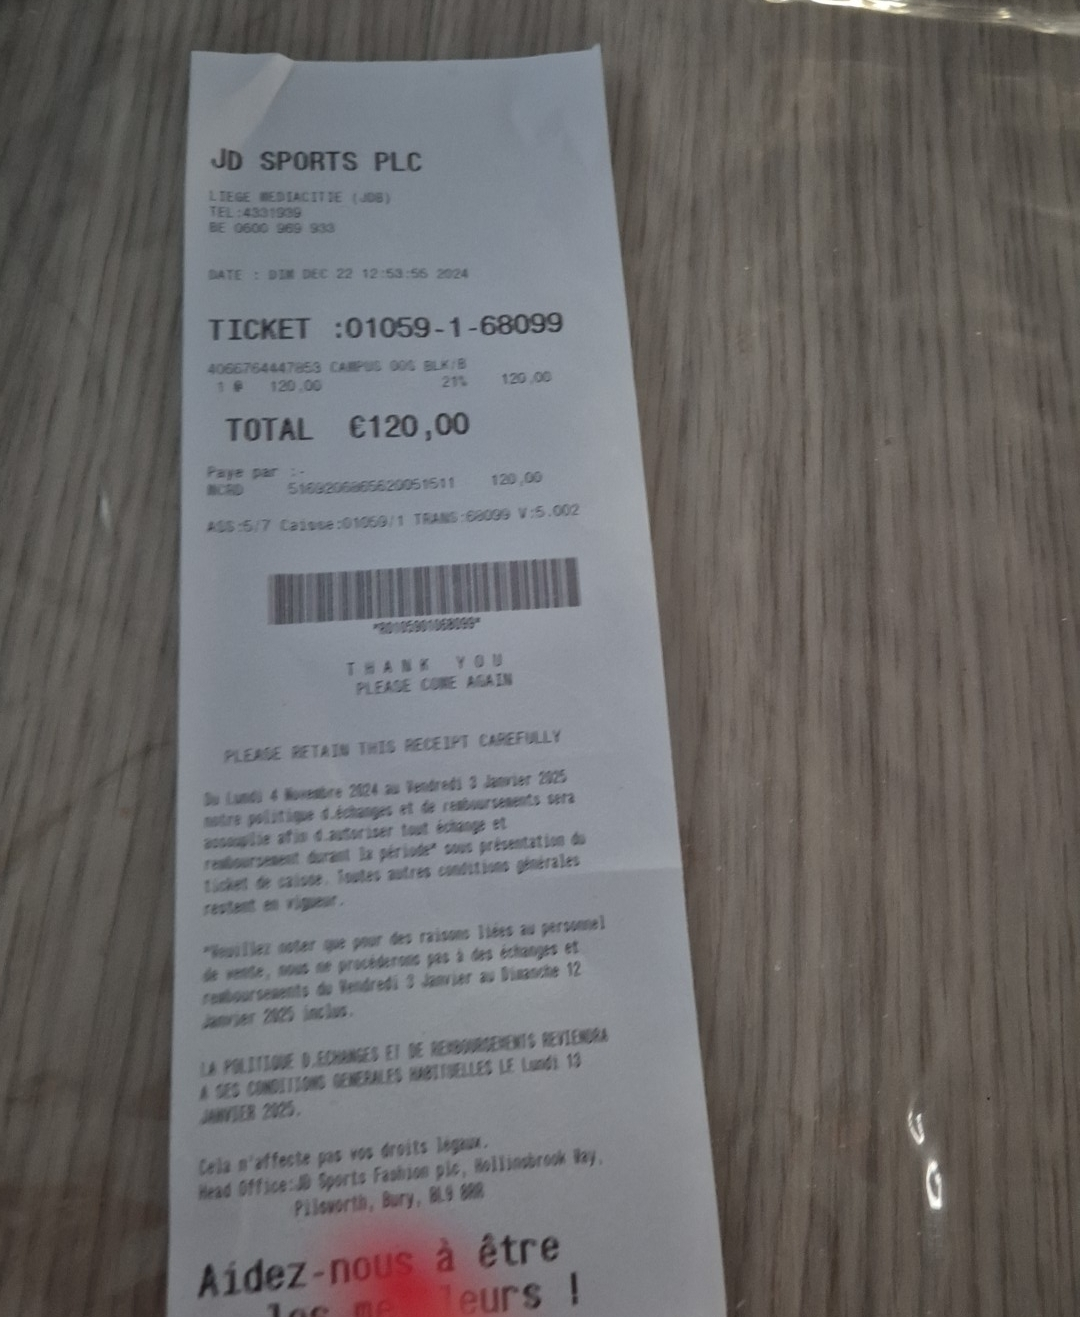 JD SPORTS PLC
LIEGE MEDIACITIE (JDB)
TEL:4331939
BE 0600 969 933
DATE : DIM DEC 22 12:53:55 2024
TICKET :01059-1-68099
4066764447853 CAMPUS 00S BLK/B
1 @ 120,00 21% 120,00
TOTAL €120,00
Paye par :-
MCRD 120,00
ASS:5/7 Caisse:01059/1 TRANS:68099 V:5.002
*R0105901068099*
THANK YOU
PLEASE COME AGAIN
PLEASE RETAIN THIS RECEIPT CAREFULLY
Du Lundi 4 Novembre 2024 au Vendredi 3 Janvier 2025
notre politique d.échanges et de remboursements sera
assouplie afin d.autoriser tout échange et
remboursement durant la période* sous présentation du
ticket de caisse. Toutes autres conditions générales
restent en vigueur.
*Veuillez noter que pour des raisons liées au personnel
de vente, nous ne procéderons pas à des échanges et
remboursements du Vendredi 3 Janvier au Dimanche 12
Janvier 2025 inclus.
LA POLITIQUE D.ECHANGES ET DE REMBOURSEMENTS REVIENDRA
A SES CONDITIONS GENERALES HABITUELLES LE Lundi 13
JANVIER 2025.
Cela n'affecte pas vos droits légaux.
Head Office:JD Sports Fashion plc, Hollinsbrook Way,
Pilsworth, Bury, BL9 8RR
Aidez-nous à être
les me leurs !